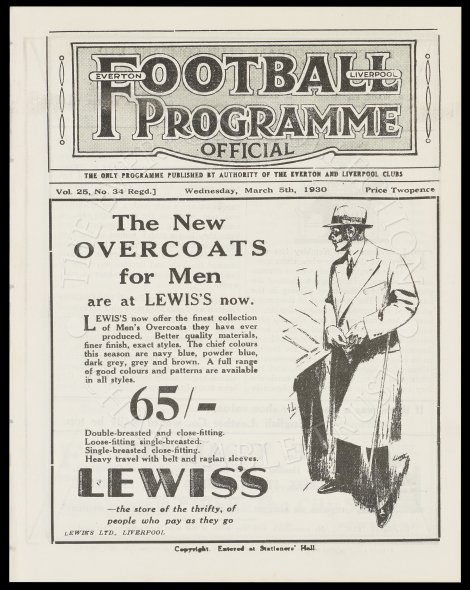 EVERTON
LIVERPOOL
FOOTBALL
PROGRAMME
OFFICIAL
THE ONLY PROGRAMME PUBLISHED BY AUTHORITY OF THE EVERTON AND LIVERPOOL CLUBS
Vol. 25, No. 34 Regd.] Wednesday, March 5th, 1930 Price Twopence
The New
OVERCOATS
for Men
are at LEWIS'S now.
LEWIS'S now offer the finest collection
of Men's Overcoats they have ever
produced. Better quality materials,
finer finish, exact styles. The chief colours
this season are navy blue, powder blue,
dark grey, grey and brown. A full range
of good colours and patterns are available
in all styles.
65/-
Double-breasted and close-fitting.
Loose-fitting single-breasted.
Single-breasted close-fitting.
Heavy travel with belt and raglan sleeves.
LEWIS'S
—the store of the thrifty, of
people who pay as they go
LEWIS'S LTD., LIVERPOOL
Copyright. Entered at Stationers' Hall.